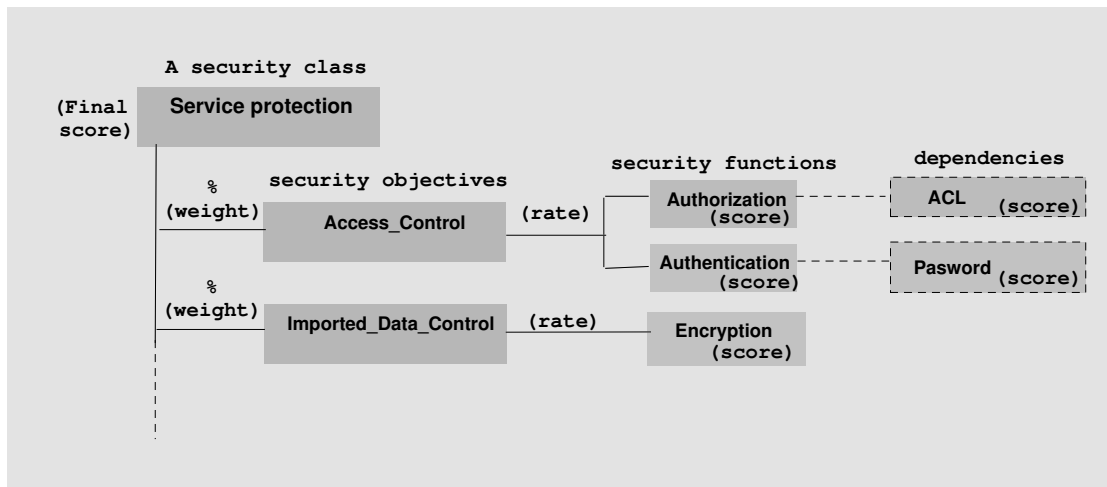 A security class
(Final
score)
Service protection
security functions
dependencies
%
(weight)
security objectives
Access_Control
(rate)
Authorization
(score)
ACL
(score)
Authentication
(score)
Pasword
(score)
%
(weight)
Imported_Data_Control
(rate)
Encryption
(score)